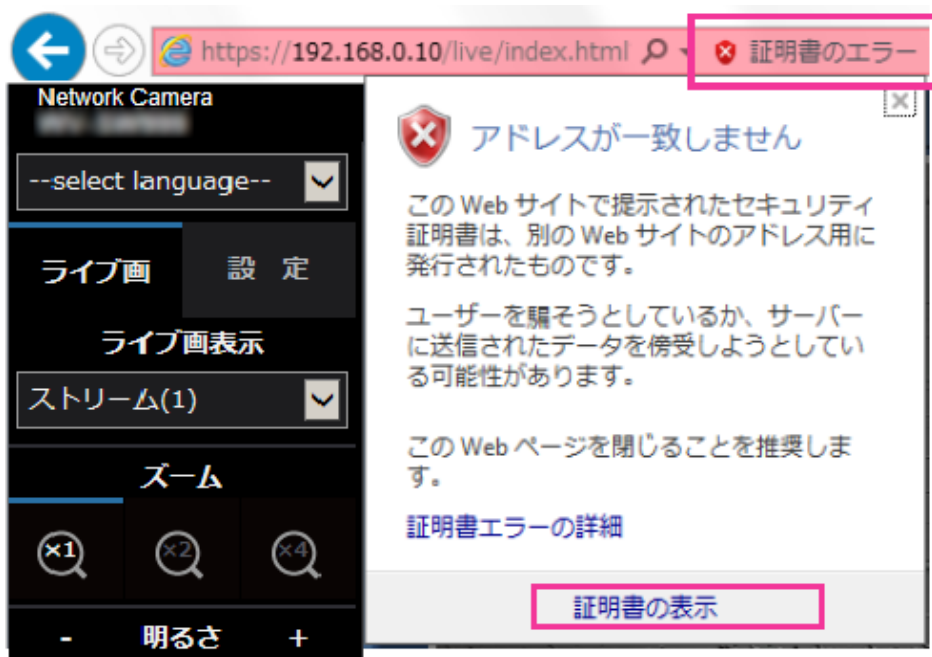 https://192.168.0.10/live/index.html
証明書のエラー
Network Camera
--select language--
ライブ画
設 定
ライブ画表示
ストリーム(1)
ズーム
×1
×2
×4
- 明るさ +
アドレスが一致しません
この Web サイトで提示されたセキュリティ
証明書は、別の Web サイトのアドレス用に
発行されたものです。
ユーザーを騙そうとしているか、サーバー
に送信されたデータを傍受しようとしてい
る可能性があります。
この Web ページを閉じることを推奨しま
す。
証明書エラーの詳細
証明書の表示